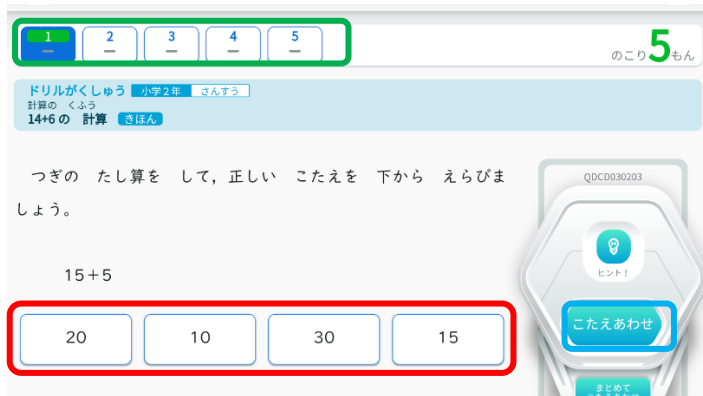 1 2 3 4 5
のこり5もん
ドリルがくしゅう 小学2年 さんすう
計算の くふう
14+6の 計算 きほん
つぎの たし算を して，正しい こたえを 下から えらびま
しょう。
QDCD030203
ヒント!
15+5
こたえあわせ
20 10 30 15
まとめて